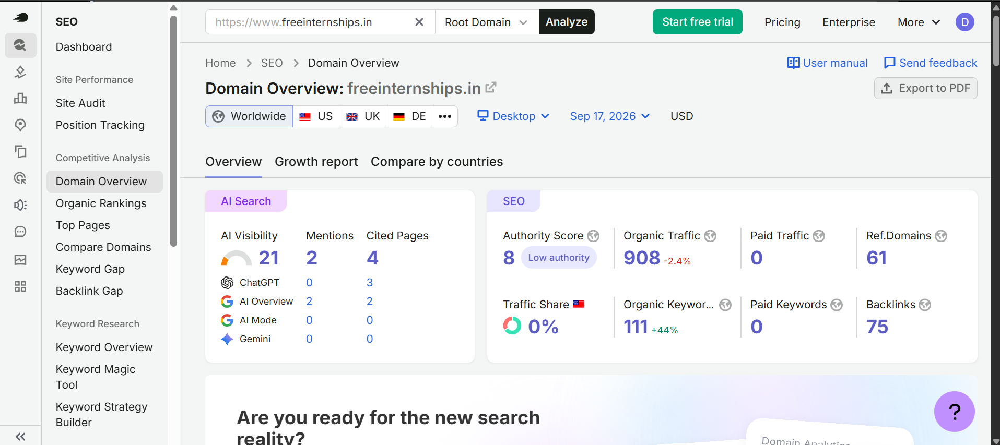 SEO
Dashboard
Site Performance
Site Audit
Position Tracking
Competitive Analysis
Domain Overview
Organic Rankings
Top Pages
Compare Domains
Keyword Gap
Backlink Gap
Keyword Research
Keyword Overview
Keyword Magic
Tool
Keyword Strategy
Builder
https://www.freeinternships.in
Root Domain
Analyze
Start free trial
Pricing
Enterprise
More
D
Home > SEO > Domain Overview
User manual
Send feedback
Domain Overview: freeinternships.in
Export to PDF
Worldwide
US
UK
DE
Desktop
Sep 17, 2026
USD
Overview
Growth report
Compare by countries
AI Search
AI Visibility Mentions Cited Pages
21 2 4
ChatGPT 0 3
AI Overview 2 2
AI Mode 0 0
Gemini 0 0
SEO
Authority Score
8 Low authority
Organic Traffic
908 -2.4%
Paid Traffic
0
Ref.Domains
61
Traffic Share
0%
Organic Keywor...
111 +44%
Paid Keywords
0
Backlinks
75
Are you ready for the new search
reality?
Domain Analytics
?